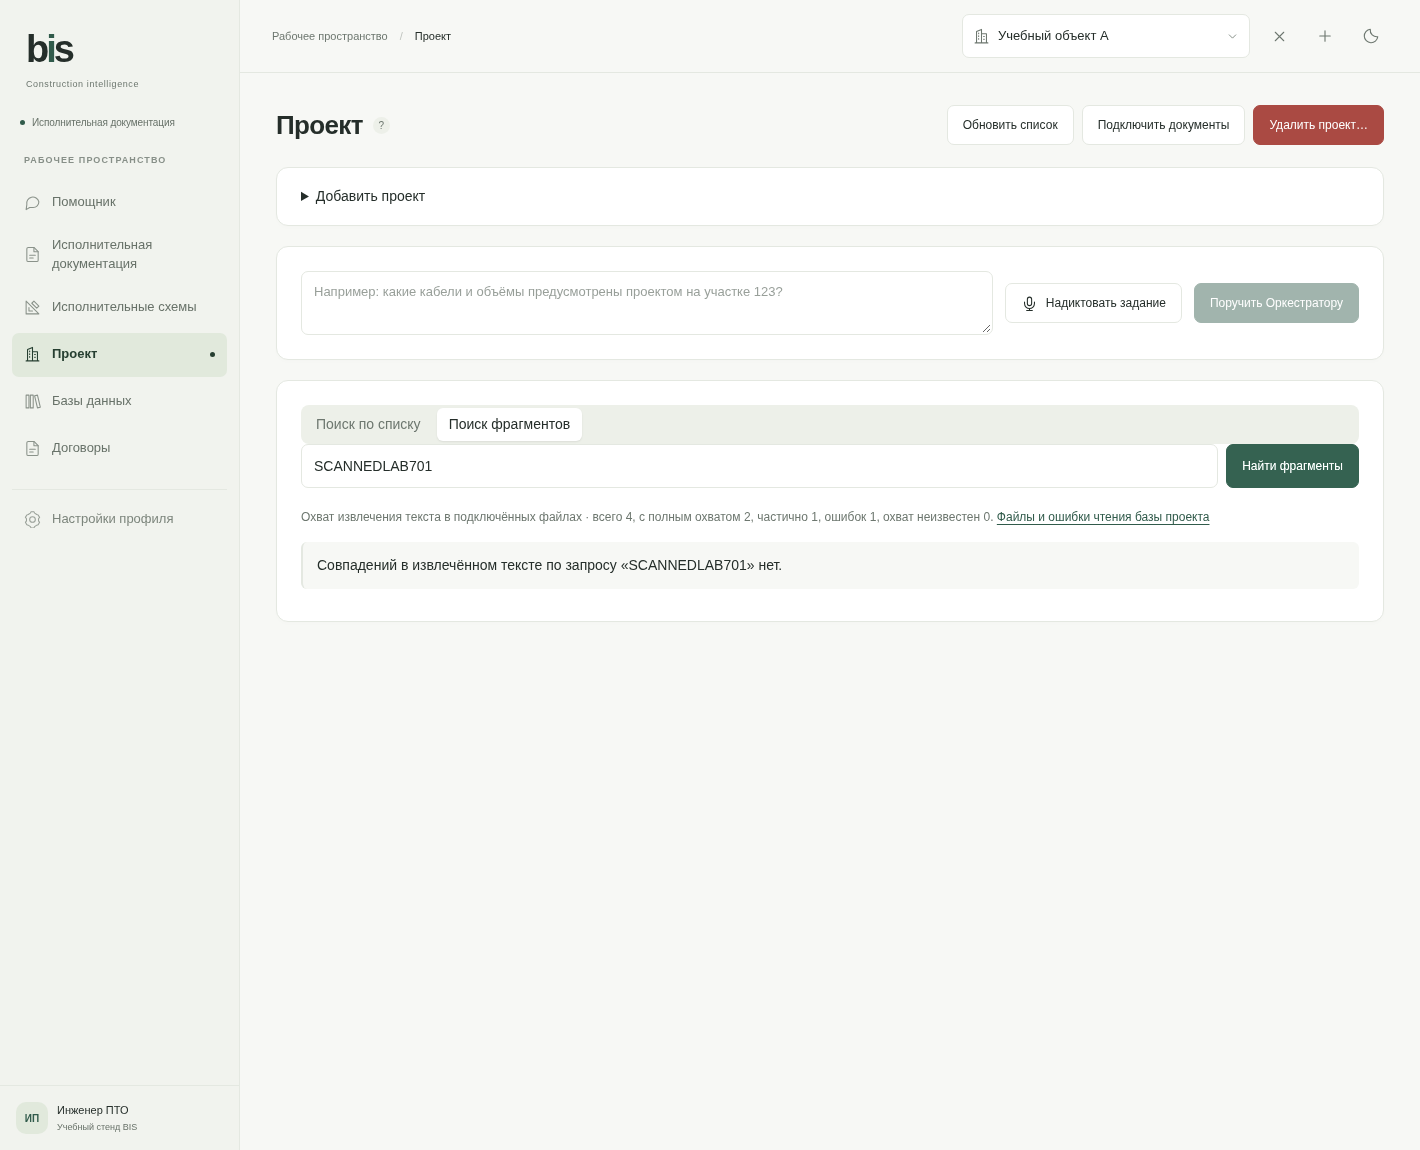 bis
Construction intelligence
Исполнительная документация
РАБОЧЕЕ ПРОСТРАНСТВО
Помощник
Исполнительная
документация
Исполнительные схемы
Проект
Базы данных
Договоры
Настройки профиля
ИП
Инженер ПТО
Учебный стенд BIS
Рабочее пространство / Проект
Учебный объект А
Проект ?
Обновить список
Подключить документы
Удалить проект…
Добавить проект
Например: какие кабели и объёмы предусмотрены проектом на участке 123?
Надиктовать задание
Поручить Оркестратору
Поиск по списку
Поиск фрагментов
SCANNEDLAB701
Найти фрагменты
Охват извлечения текста в подключённых файлах · всего 4, с полным охватом 2, частично 1, ошибок 1, охват неизвестен 0. Файлы и ошибки чтения базы проекта
Совпадений в извлечённом тексте по запросу «SCANNEDLAB701» нет.